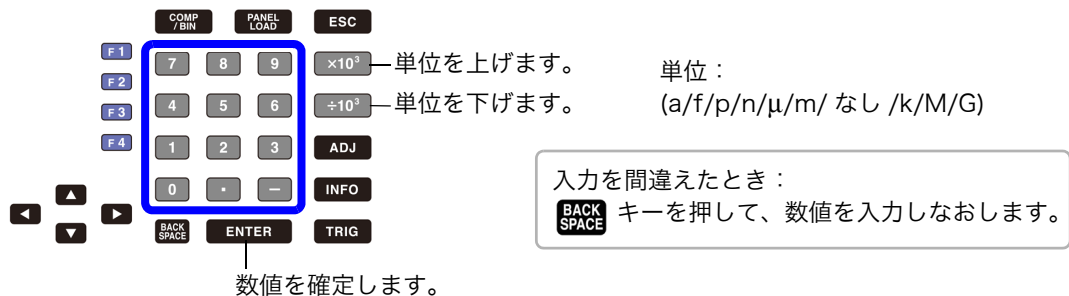 COMP
/ BIN
PANEL
LOAD
ESC
F 1
7 8 9 ×10³ 単位を上げます。
F 2
F 3
4 5 6 ÷10³ 単位を下げます。
F 4
1 2 3 ADJ
0 · − INFO
BACK
SPACE
ENTER
TRIG
数値を確定します。
単位：
(a/f/p/n/μ/m/ なし /k/M/G)
入力を間違えたとき：
BACK
SPACE
キーを押して、数値を入力しなおします。